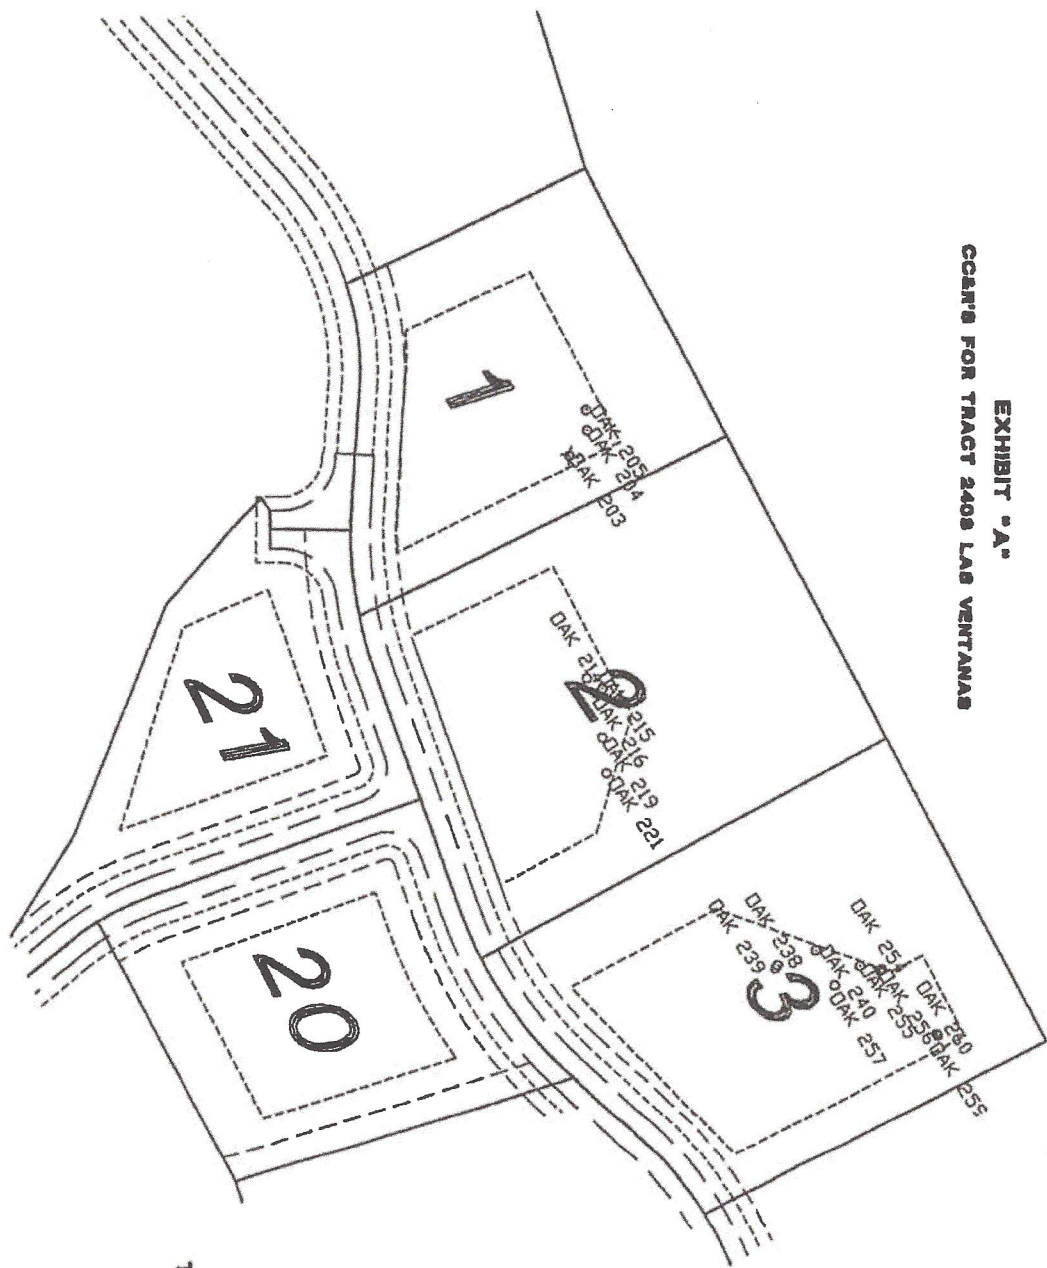 EXHIBIT "A"
CC&R'S FOR TRACT 2408 LAS VENTANAS
1
OAK 205
OAK 204
OAK 203
2
OAK 214
OAK 215
OAK 216
OAK 219
OAK 221
3
OAK 238
OAK 239
OAK 240
OAK 254
OAK 255
OAK 256
OAK 257
OAK 260
OAK 259
21
20